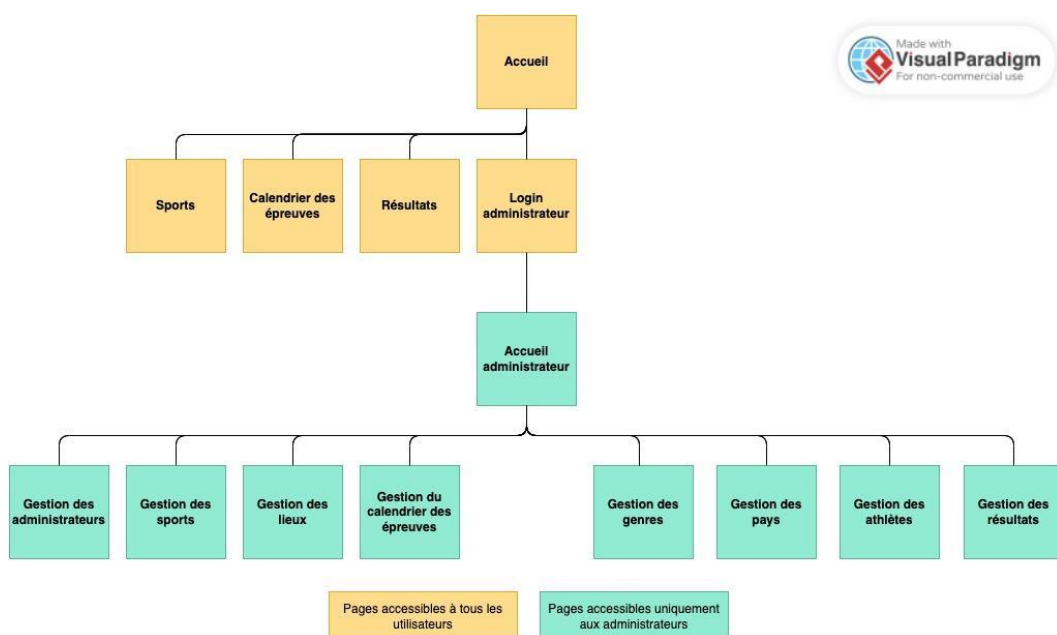 Accueil
Made with
Visual Paradigm
For non-commercial use
Sports
Calendrier des
épreuves
Résultats
Login
administrateur
Accueil
administrateur
Gestion des
administrateurs
Gestion des
sports
Gestion des
lieux
Gestion du
calendrier des
épreuves
Gestion des
genres
Gestion des
pays
Gestion des
athlètes
Gestion des
résultats
Pages accessibles à tous les
utilisateurs
Pages accessibles uniquement
aux administrateurs